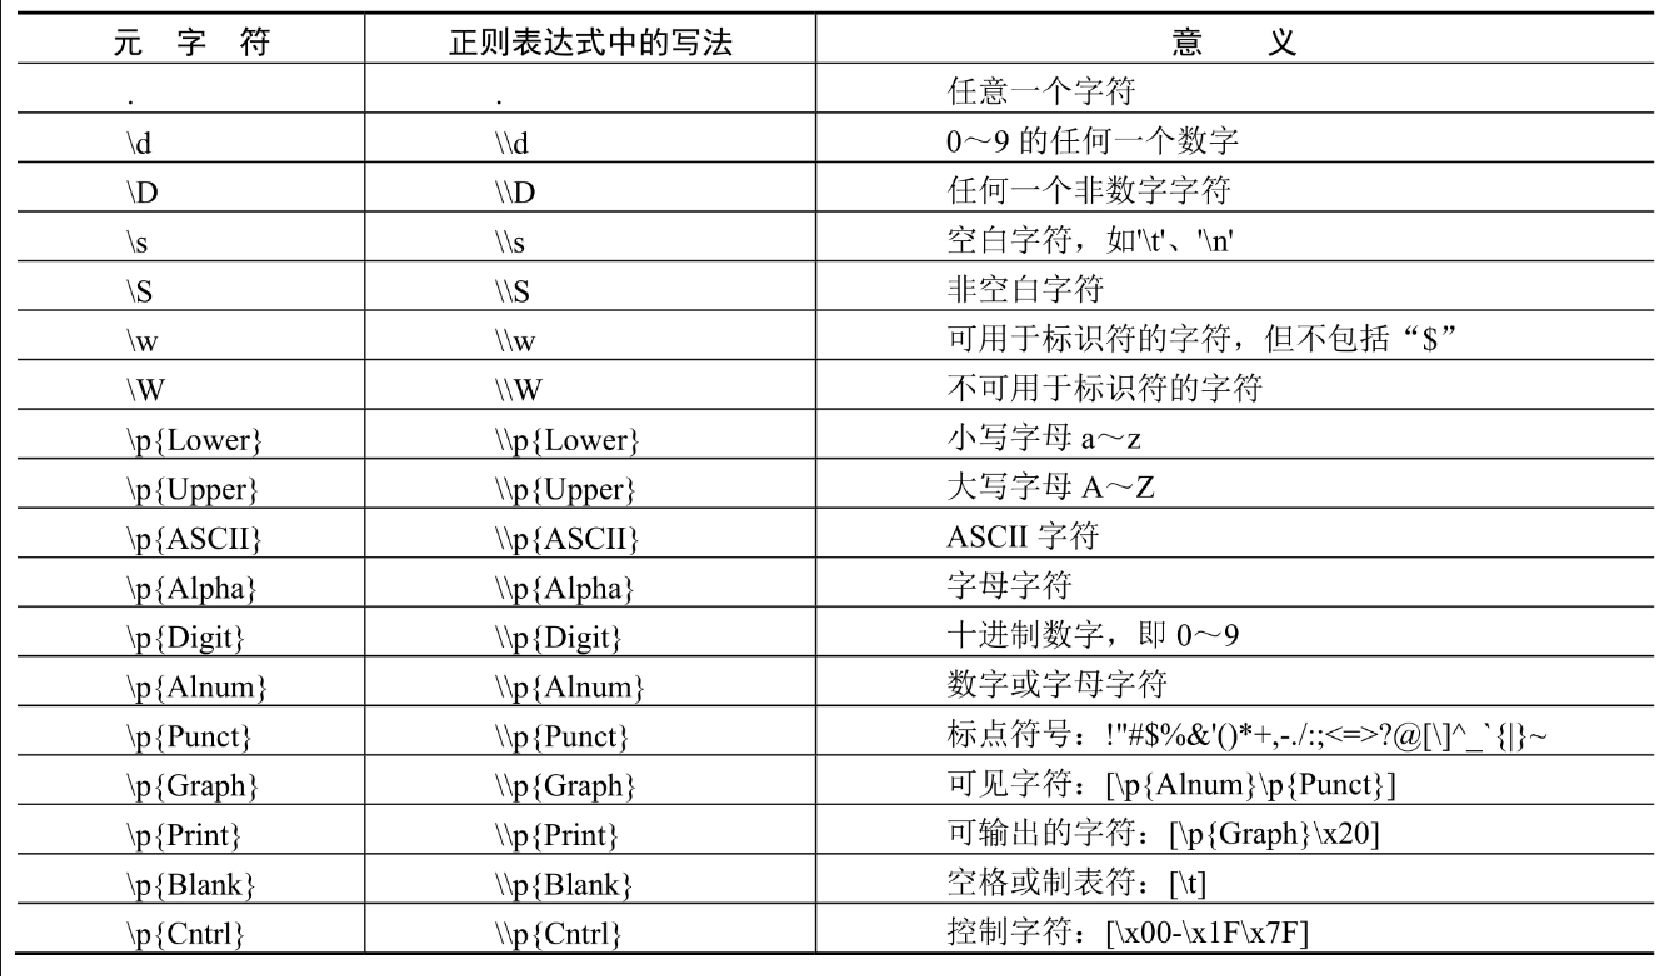 元 字 符 正则表达式中的写法 意 义
. . 任意一个字符
\d \\d 0～9 的任何一个数字
\D \\D 任何一个非数字字符
\s \\s 空白字符，如'\t'、'\n'
\S \\S 非空白字符
\w \\w 可用于标识符的字符，但不包括“$”
\W \\W 不可用于标识符的字符
\p{Lower} \\p{Lower} 小写字母 a～z
\p{Upper} \\p{Upper} 大写字母 A～Z
\p{ASCII} \\p{ASCII} ASCII 字符
\p{Alpha} \\p{Alpha} 字母字符
\p{Digit} \\p{Digit} 十进制数字，即 0～9
\p{Alnum} \\p{Alnum} 数字或字母字符
\p{Punct} \\p{Punct} 标点符号：!"#$%&'()*+,-./:;<=>?@[\]^_`{|}~
\p{Graph} \\p{Graph} 可见字符：[\p{Alnum}\p{Punct}]
\p{Print} \\p{Print} 可输出的字符：[\p{Graph}\x20]
\p{Blank} \\p{Blank} 空格或制表符：[\t]
\p{Cntrl} \\p{Cntrl} 控制字符：[\x00-\x1F\x7F]